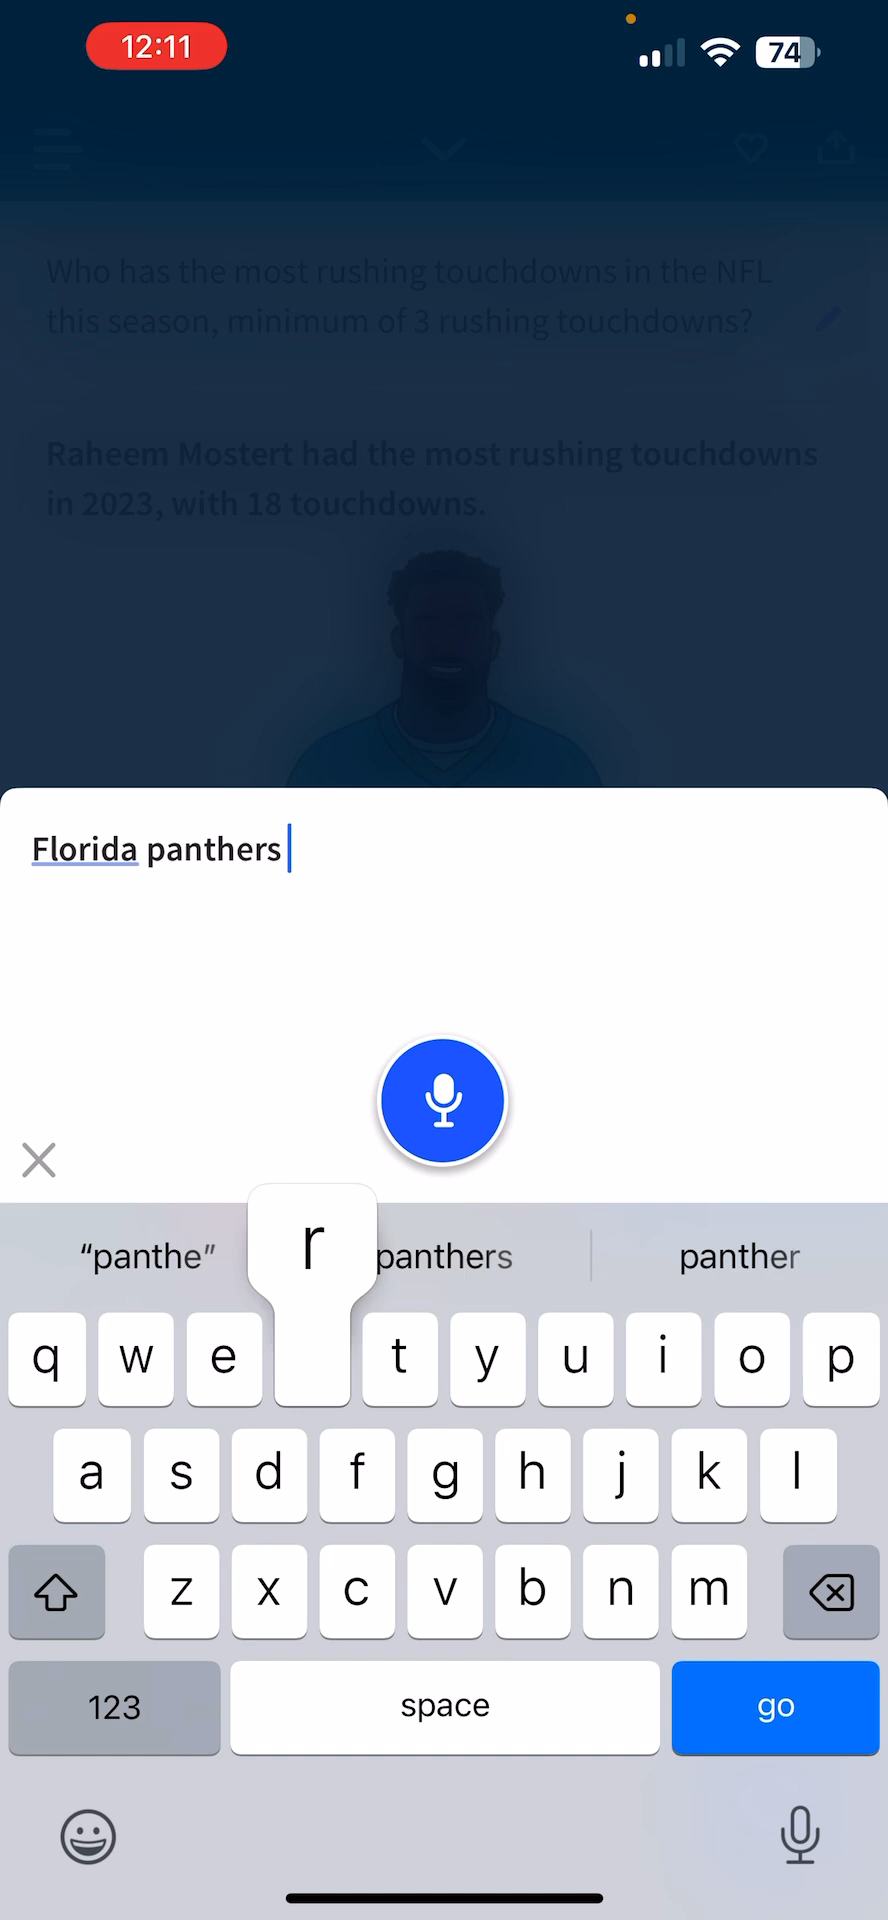 12:11
74
Who has the most rushing touchdowns in the NFL
this season, minimum of 3 rushing touchdowns?
Raheem Mostert had the most rushing touchdowns
in 2023, with 18 touchdowns.
Florida panthers
“panthe” panthers panther
r
q w e t y u i o p
a s d f g h j k l
z x c v b n m
123 space go